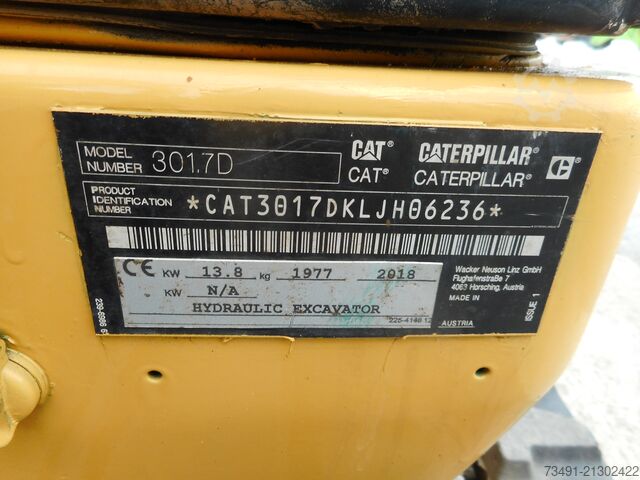 MODEL NUMBER 301.7D
CAT® CATERPILLAR®
CAT® CATERPILLAR®
PRODUCT IDENTIFICATION NUMBER *CAT3017DKLJH06236*
CE KW 13.8 kg 1977 2018
KW N/A
HYDRAULIC EXCAVATOR
Wacker Neuson Linz GmbH
Flughafenstraße 7
4063 Horsching, Austria
MADE IN
AUSTRIA
ISSUE 1
73491-21302422